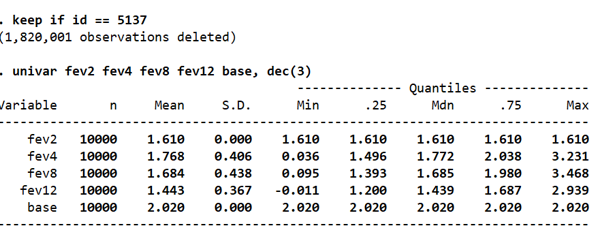 . keep if id == 5137
(1,820,001 observations deleted)
. univar fev2 fev4 fev8 fev12 base, dec(3)
-------------- Quantiles --------------
Variable n Mean S.D. Min .25 Mdn .75 Max
fev2 10000 1.610 0.000 1.610 1.610 1.610 1.610 1.610
fev4 10000 1.768 0.406 0.036 1.496 1.772 2.038 3.231
fev8 10000 1.684 0.438 0.095 1.393 1.685 1.980 3.468
fev12 10000 1.443 0.367 -0.011 1.200 1.439 1.687 2.939
base 10000 2.020 0.000 2.020 2.020 2.020 2.020 2.020